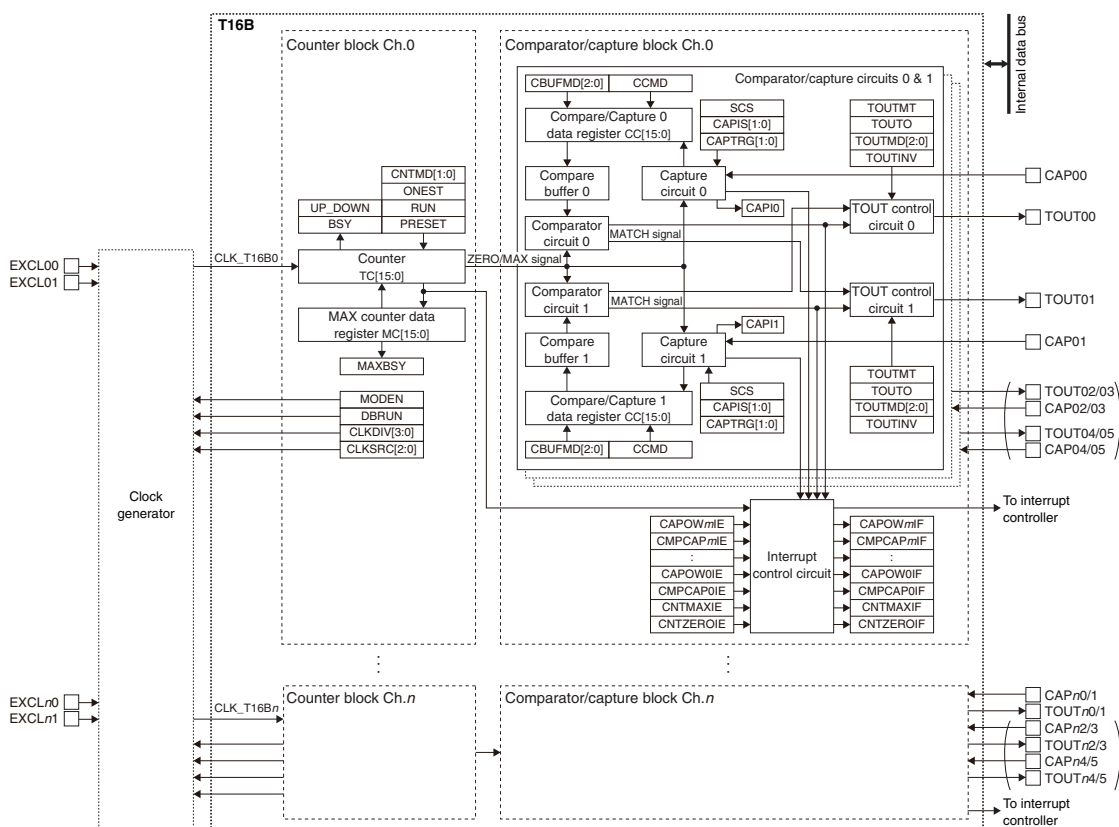 T16B
Counter block Ch.0
Comparator/capture block Ch.0
Internal data bus
Comparator/capture circuits 0 & 1
CBUFMD[2:0]
CCMD
SCS
CAPIS[1:0]
CAPTRG[1:0]
TOUTMT
TOUTO
TOUTMD[2:0]
TOUTINV
Compare/Capture 0
data register CC[15:0]
CNTMD[1:0]
ONEST
UP_DOWN
RUN
BSY
PRESET
Compare
buffer 0
Capture
circuit 0
CAP00
CAPI0
TOUT control
circuit 0
TOUT00
Comparator
circuit 0
MATCH signal
EXCL00
EXCL01
CLK_T16B0
Counter
TC[15:0]
ZERO/MAX signal
Comparator
circuit 1
MATCH signal
TOUT control
circuit 1
TOUT01
MAX counter data
register MC[15:0]
CAPI1
Compare
buffer 1
Capture
circuit 1
CAP01
MAXBSY
TOUTMT
TOUTO
TOUTMD[2:0]
TOUTINV
MODEN
DBRUN
CLKDIV[3:0]
CLKSRC[2:0]
Compare/Capture 1
data register CC[15:0]
SCS
CAPIS[1:0]
CAPTRG[1:0]
CBUFMD[2:0]
CCMD
TOUT02/03
CAP02/03
TOUT04/05
CAP04/05
Clock
generator
To interrupt
controller
CAPOWmIE
CMPCAPmIE
:
CAPOW0IE
CMPCAP0IE
CNTMAXIE
CNTZEROIE
Interrupt
control circuit
CAPOWmIF
CMPCAPmIF
:
CAPOW0IF
CMPCAP0IF
CNTMAXIF
CNTZEROIF
EXCLn0
EXCLn1
CLK_T16Bn
Counter block Ch.n
Comparator/capture block Ch.n
CAPn0/1
TOUTn0/1
CAPn2/3
TOUTn2/3
CAPn4/5
TOUTn4/5
To interrupt
controller